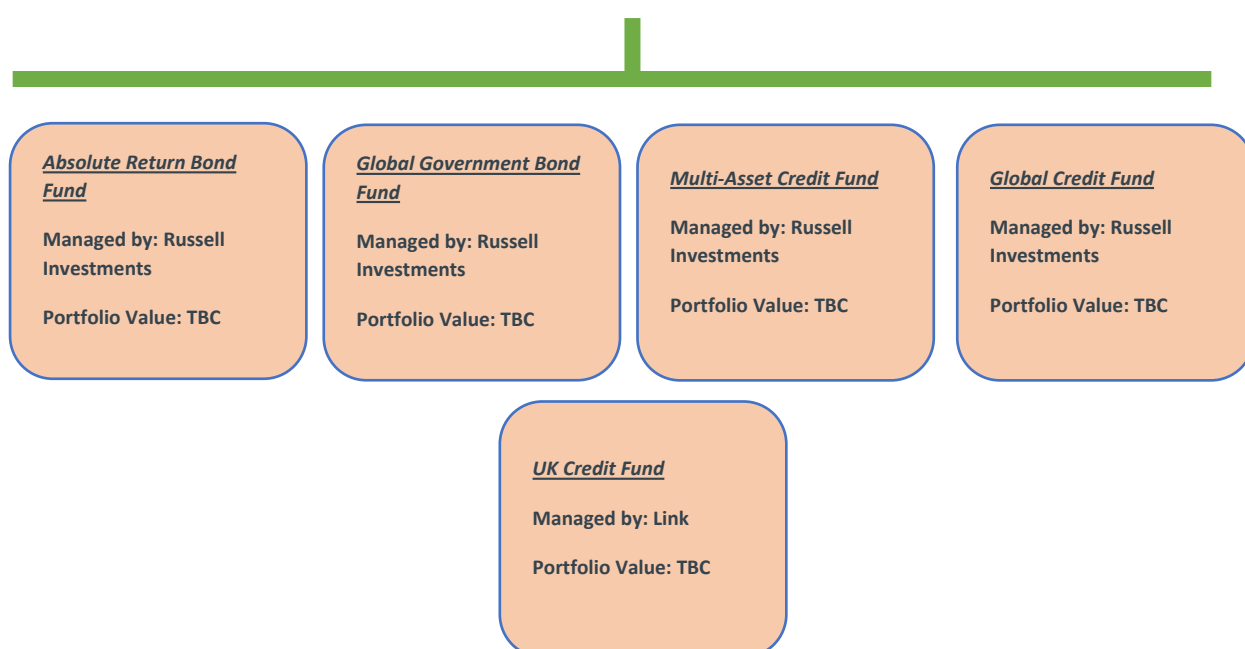 Absolute Return Bond
Fund
Managed by: Russell
Investments
Portfolio Value: TBC
Global Government Bond
Fund
Managed by: Russell
Investments
Portfolio Value: TBC
Multi-Asset Credit Fund
Managed by: Russell
Investments
Portfolio Value: TBC
Global Credit Fund
Managed by: Russell
Investments
Portfolio Value: TBC
UK Credit Fund
Managed by: Link
Portfolio Value: TBC